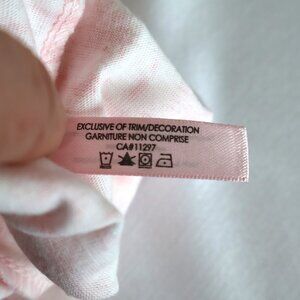 EXCLUSIVE OF TRIM/DECORATION
GARNITURE NON COMPRISE
CA#11297